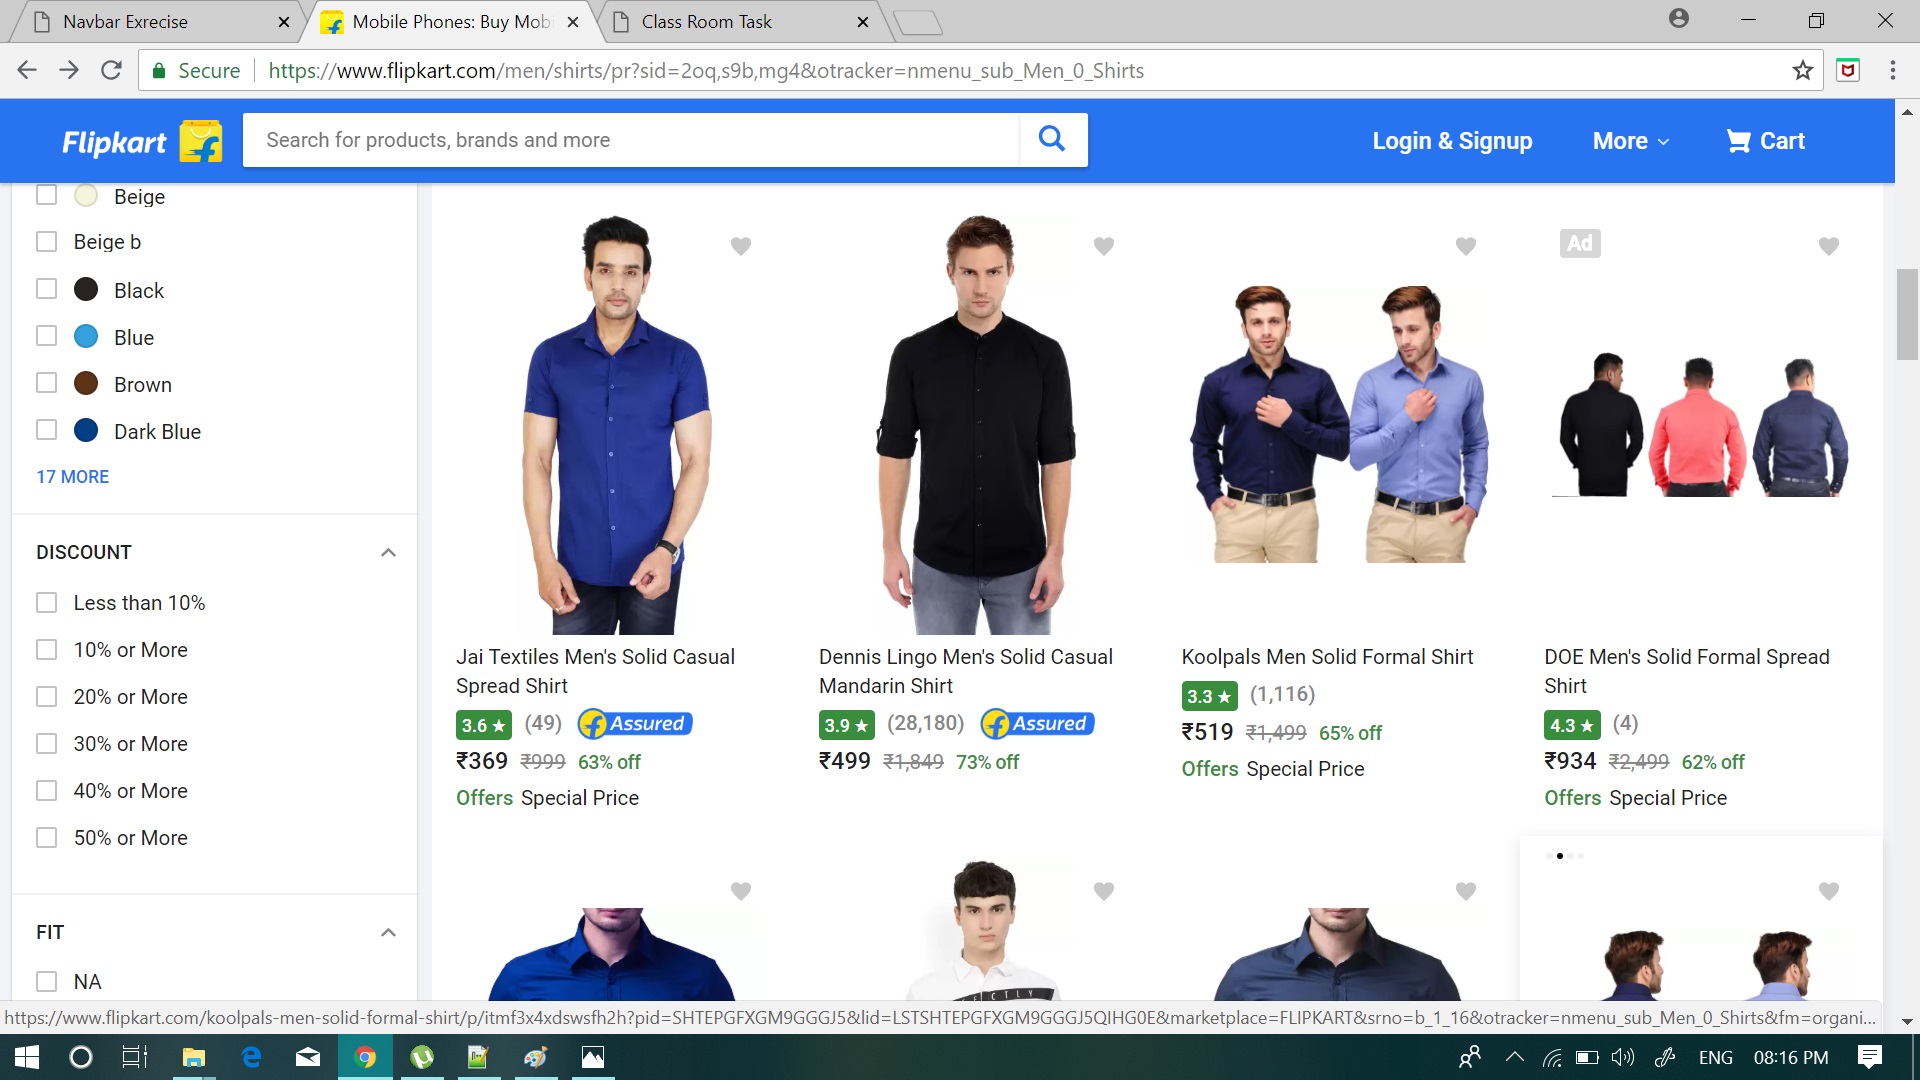 Navbar Exrecise
Mobile Phones: Buy Mobi
Class Room Task
Secure
https://www.flipkart.com/men/shirts/pr?sid=2oq,s9b,mg4&otracker=nmenu_sub_Men_0_Shirts
Flipkart
Search for products, brands and more
Login & Signup
More
Cart
Beige
Beige b
Black
Blue
Brown
Dark Blue
17 MORE
DISCOUNT
Less than 10%
10% or More
20% or More
30% or More
40% or More
50% or More
FIT
NA
Jai Textiles Men's Solid Casual
Spread Shirt
3.6 ★ (49) Assured
₹369 ₹999 63% off
Offers Special Price
Dennis Lingo Men's Solid Casual
Mandarin Shirt
3.9 ★ (28,180) Assured
₹499 ₹1,849 73% off
Koolpals Men Solid Formal Shirt
3.3 ★ (1,116)
₹519 ₹1,499 65% off
Offers Special Price
Ad
DOE Men's Solid Formal Spread
Shirt
4.3 ★ (4)
₹934 ₹2,499 62% off
Offers Special Price
https://www.flipkart.com/koolpals-men-solid-formal-shirt/p/itmf3x4xdswsfh2h?pid=SHTEPGFXGM9GGGJ5&lid=LSTSHTEPGFXGM9GGGJ5QIHG0E&marketplace=FLIPKART&srno=b_1_16&otracker=nmenu_sub_Men_0_Shirts&fm=organi...
ENG
08:16 PM